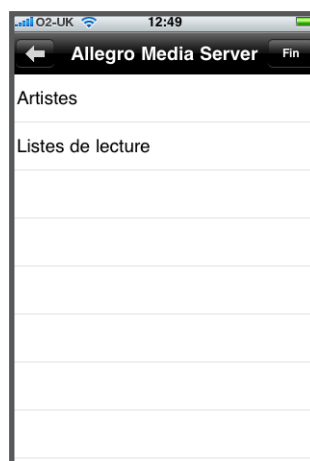 O2-UK 12:49
Allegro Media Server Fin
Artistes
Listes de lecture